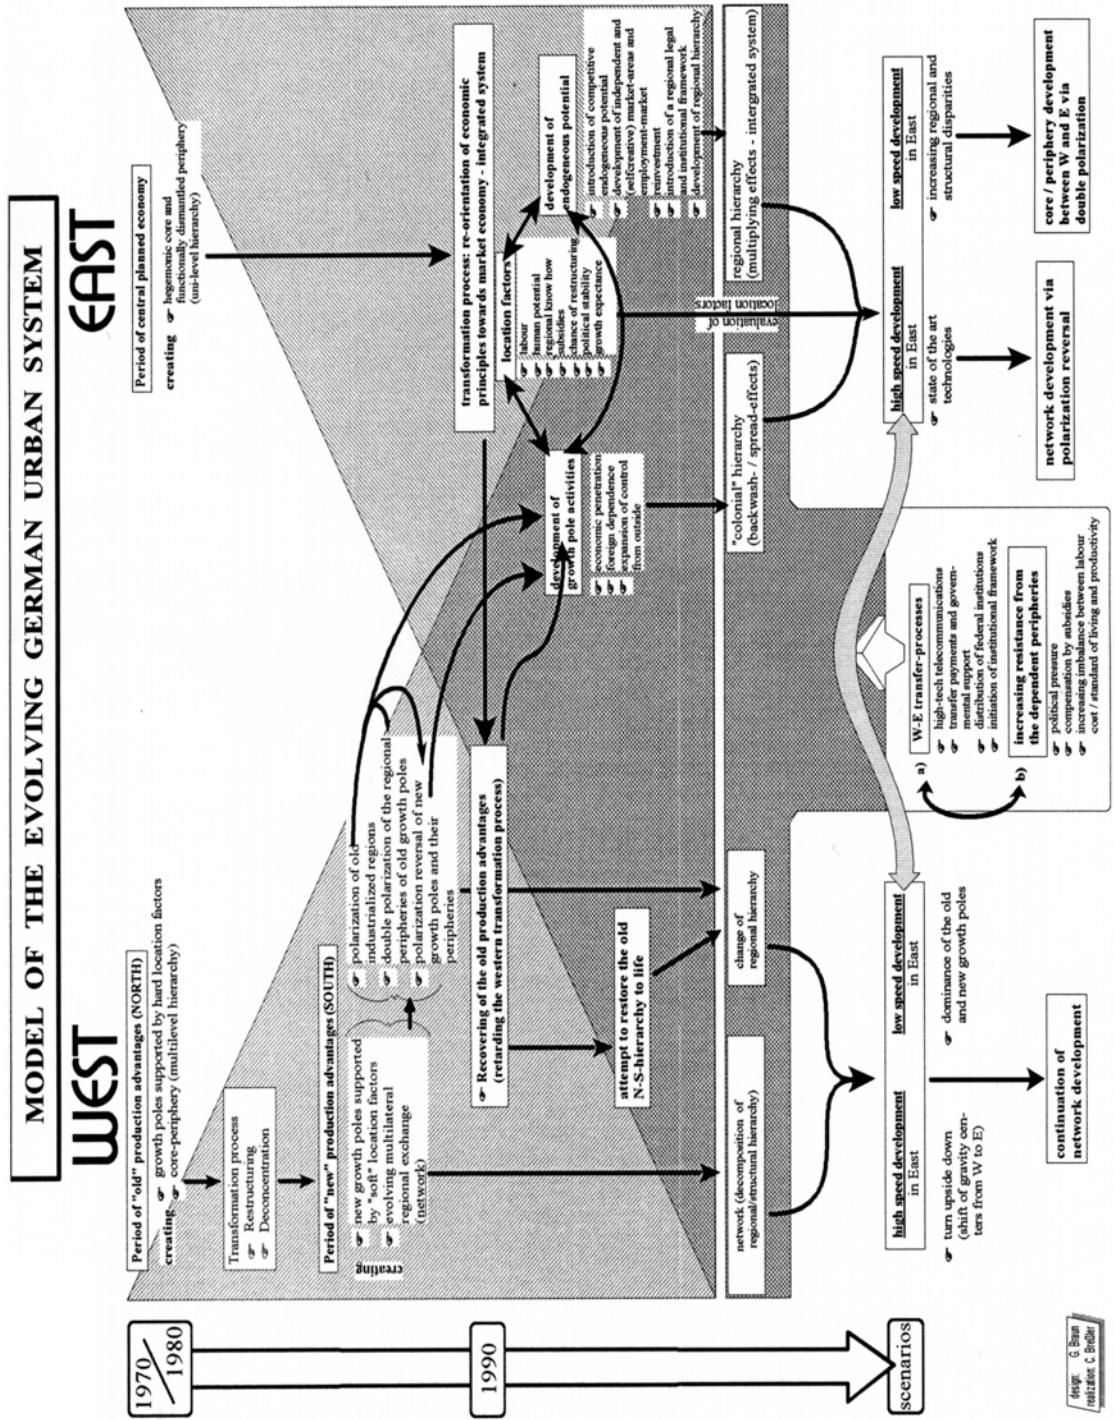 MODEL OF THE EVOLVING GERMAN URBAN SYSTEM
WEST
EAST
1970
1980
1990
scenarios
Period of "old" production advantages (NORTH)
creating
growth poles supported by hard location factors
core-periphery (multilevel hierarchy)
Transformation process
Restructuring
Deconcentration
Period of "new" production advantages (SOUTH)
creating
new growth poles supported
by "soft" location factors
evolving multilateral
regional exchange
(network)
polarization of old
industrialized regions
double polarization of the regional
peripheries of old growth poles
polarization reversal of new
growth poles and their
peripheries
Period of central planned economy
creating
hegemonic core and
functionally dismantled periphery
(uni-level hierarchy)
Recovering of the old production advantages
(retarding the western transformation process)
transformation process: re-orientation of economic
principles towards market economy - integrated system
attempt to restore the old
N-S-hierarchy to life
development of
growth pole activities
economic penetration
foreign dependence
expansion of control
from outside
location factors
labour
human potential
regional know how
subsidies
chance of restructuring
political stability
growth expectance
development of
endogeneous potential
introduction of competitive
endogeneous potential
development of independent and
(selfcreative) market-areas and
employment-market
reinvestment
introduction of a regional legal
and institutional framework
development of regional hierarchy
network (decomposition of
regional/structural hierarchy)
change of
regional hierarchy
"colonial" hierarchy
(backwash- / spread-effects)
evaluation of
location factors
regional hierarchy
(multiplying effects - intergrated system)
high speed development
in East
turn upside down
(shift of gravity cen-
ters from W to E)
low speed development
in East
dominance of the old
and new growth poles
continuation of
network development
a)
W-E transfer-processes
high-tech telecommunications
transfer payments and govern-
mental support
distribution of federal institutions
initiation of institutional framework
b)
increasing resistance from
the dependent peripheries
political pressure
compensation by subsidies
increasing imbalance between labour
cost / standard of living and productivity
high speed development
in East
state of the art
technologies
low speed development
in East
increasing regional and
structural disparities
network development via
polarization reversal
core / periphery development
between W and E via
double polarization
design: G. Braun
realization: C. Breßler